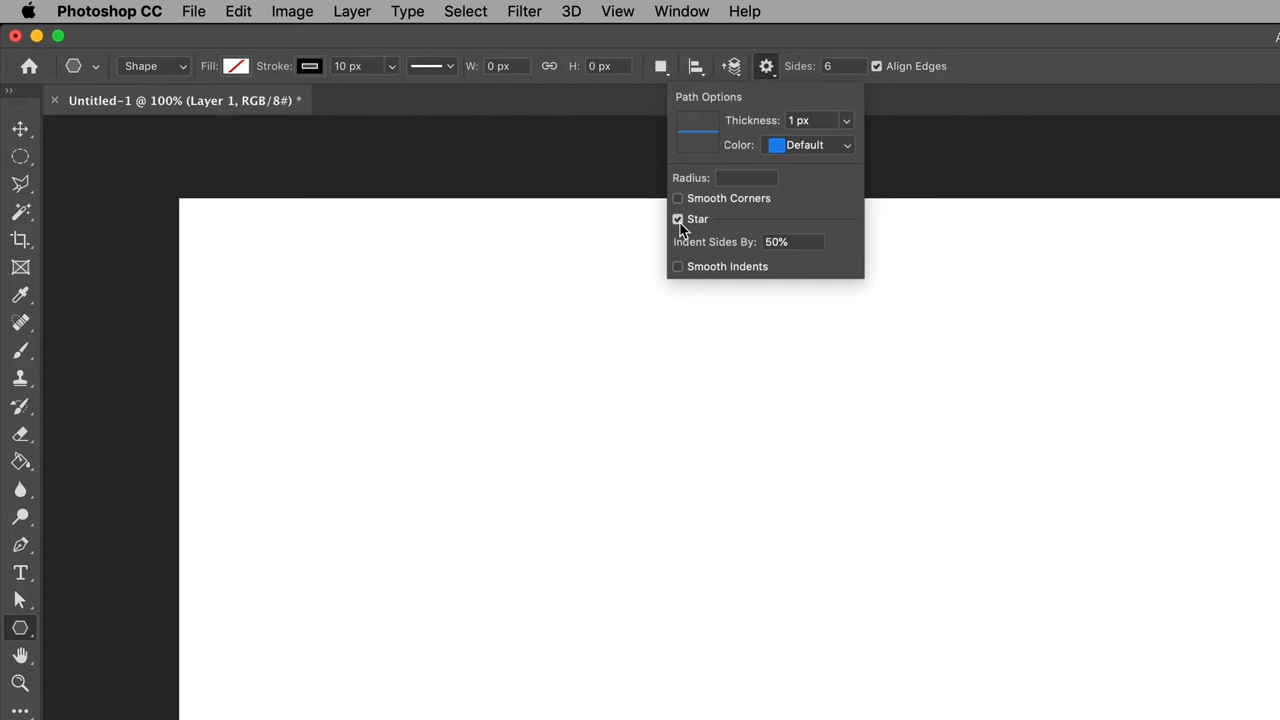 Photoshop CC File Edit Image Layer Type Select Filter 3D View Window Help
Shape Fill: Stroke: 10 px W: 0 px H: 0 px Sides: 6 Align Edges
× Untitled-1 @ 100% (Layer 1, RGB/8#) *
Path Options
Thickness: 1 px
Color: Default
Radius:
Smooth Corners
Star
Indent Sides By: 50%
Smooth Indents